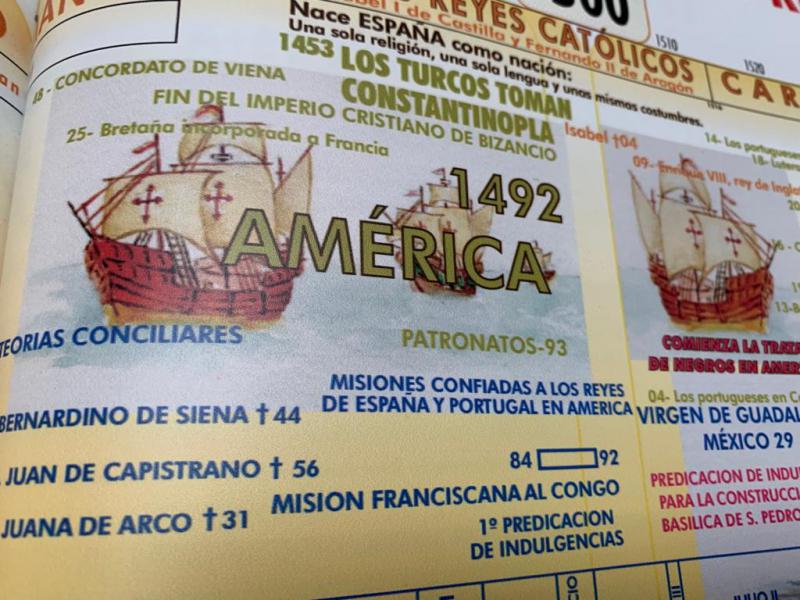 500
1510
1520
REYES CATÓLICOS
Isabel I de Castilla y Fernando II de Aragón
CAR
Nace ESPAÑA como nación:
Una sola religión, una sola lengua y unas mismas costumbres.
1453 LOS TURCOS TOMAN
CONSTANTINOPLA
48 - CONCORDATO DE VIENA
FIN DEL IMPERIO CRISTIANO DE BIZANCIO
25- Bretaña incorporada a Francia
Isabel †04
14- Los portugueses
09- Enrique VIII, rey de Ingl
1492
AMÉRICA
TEORIAS CONCILIARES
PATRONATOS-93
COMIENZA LA TRATA
DE NEGROS EN AMER
MISIONES CONFIADAS A LOS REYES
DE ESPAÑA Y PORTUGAL EN AMERICA
04- Los portugueses en C
VIRGEN DE GUADAL
MÉXICO 29
BERNARDINO DE SIENA † 44
JUAN DE CAPISTRANO † 56
JUANA DE ARCO † 31
84 92
MISION FRANCISCANA AL CONGO
1º PREDICACION
DE INDULGENCIAS
PREDICACION DE INDU
PARA LA CONSTRUCCI
BASILICA DE S. PEDRO